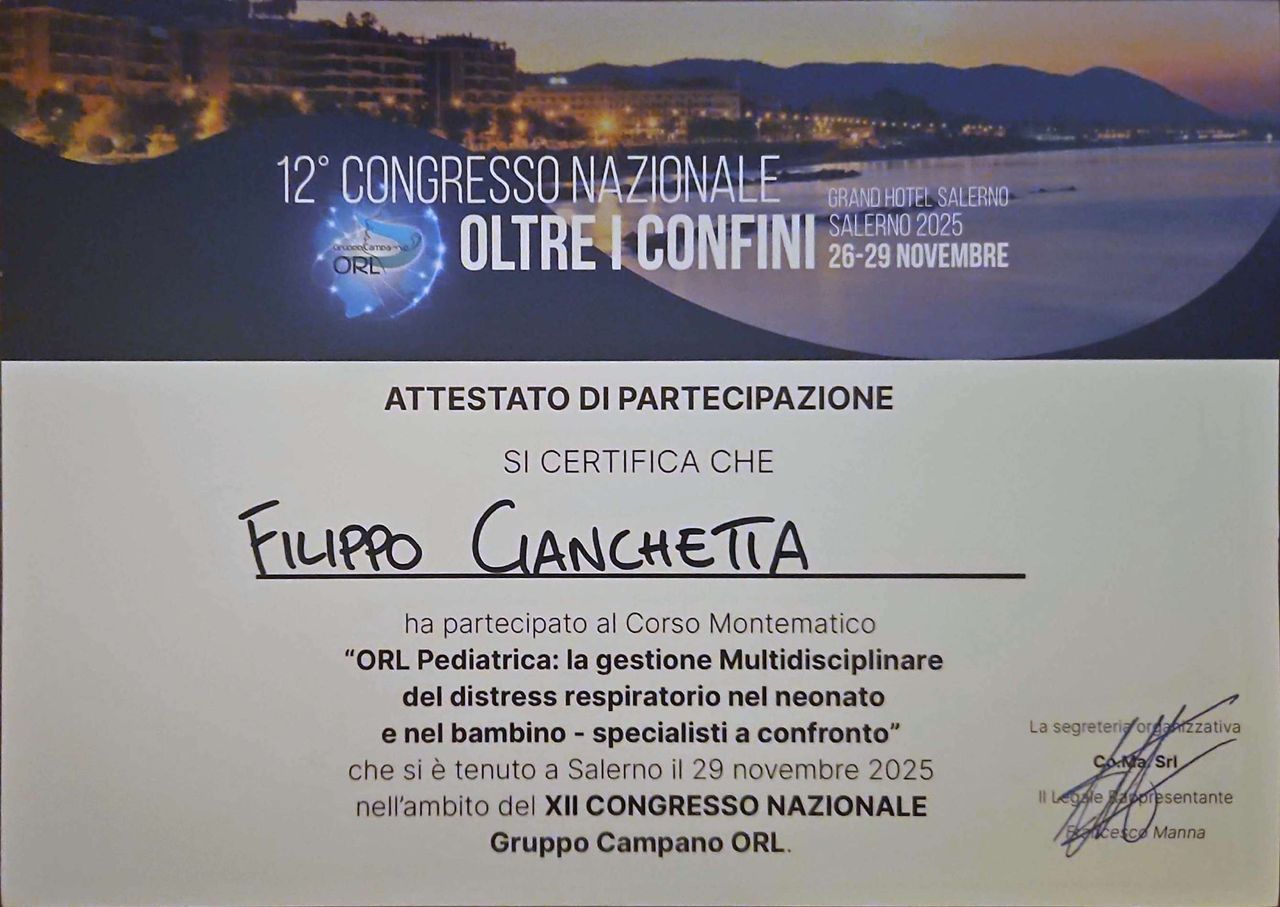 12° CONGRESSO NAZIONALE
OLTRE I CONFINI
GRAND HOTEL SALERNO
SALERNO 2025
26-29 NOVEMBRE
GruppoCampano
ORL
ATTESTATO DI PARTECIPAZIONE
SI CERTIFICA CHE
FILIPPO CIANCHETTA
ha partecipato al Corso Montematico
“ORL Pediatrica: la gestione Multidisciplinare
del distress respiratorio nel neonato
e nel bambino - specialisti a confronto”
che si è tenuto a Salerno il 29 novembre 2025
nell'ambito del XII CONGRESSO NAZIONALE
Gruppo Campano ORL.
La segreteria organizzativa
Co.Ma. Srl
Il Legale Rappresentante
Francesco Manna